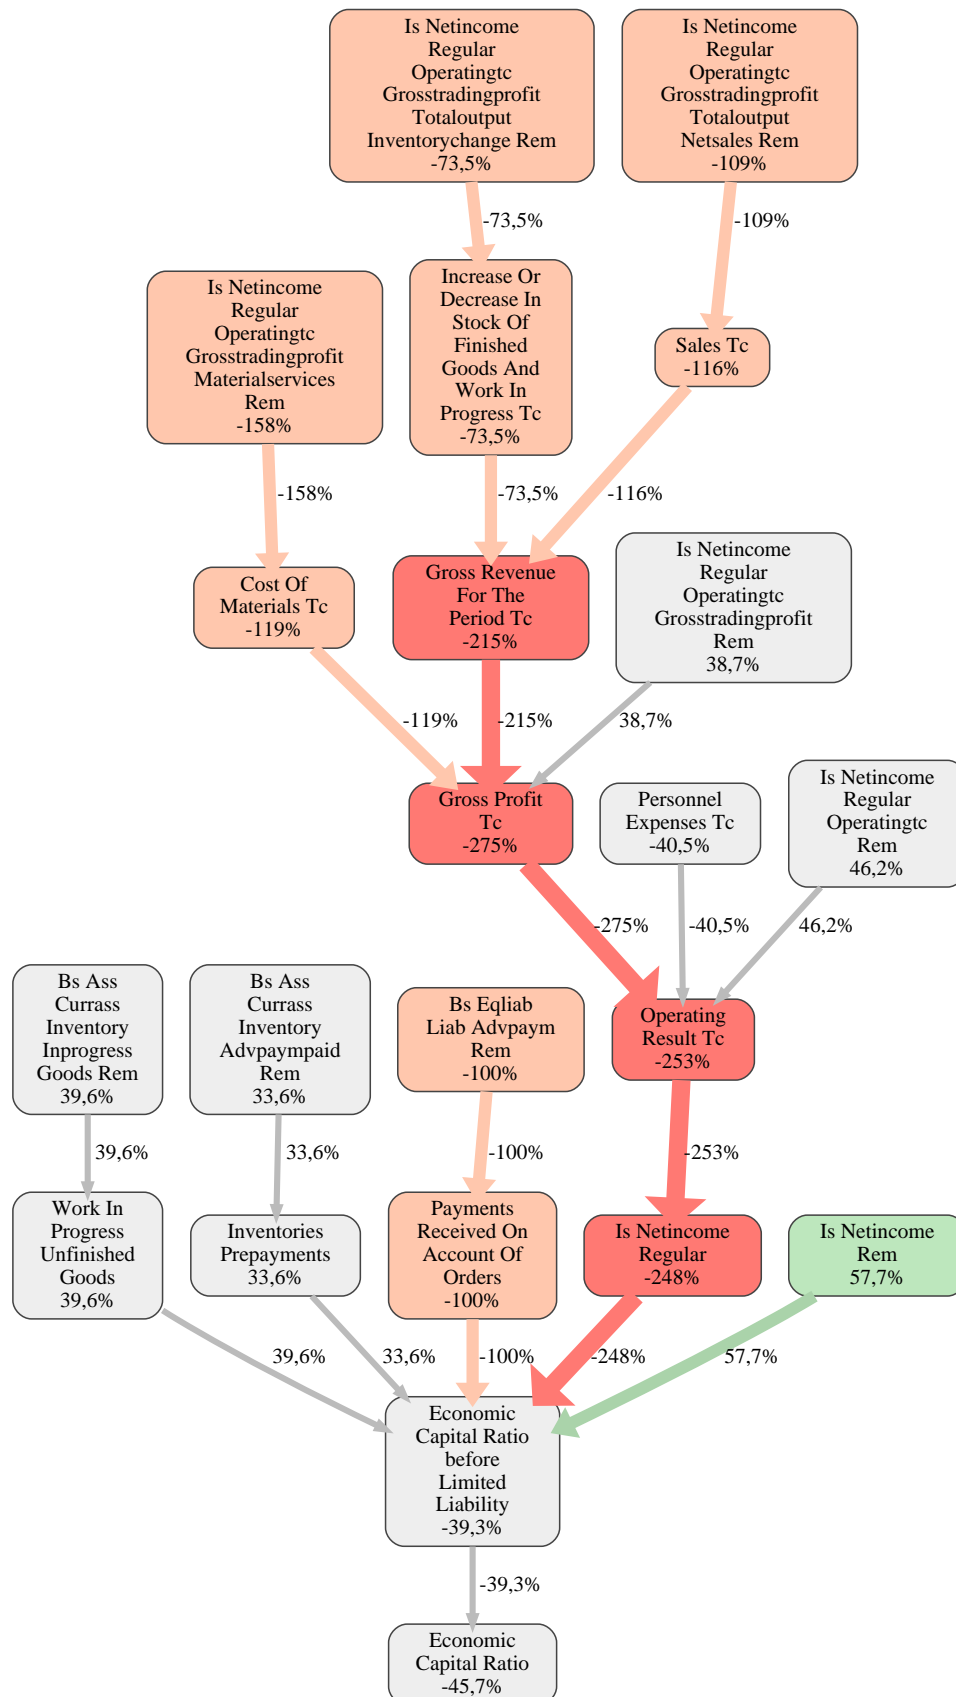 Is Netincome
Regular
Operatingtc
Grosstradingprofit
Totaloutput
Inventorychange Rem
-73,5%
Is Netincome
Regular
Operatingtc
Grosstradingprofit
Totaloutput
Netsales Rem
-109%
-73,5%
-109%
Is Netincome
Regular
Operatingtc
Grosstradingprofit
Materialservices
Rem
-158%
Increase Or
Decrease In
Stock Of
Finished
Goods And
Work In
Progress Tc
-73,5%
Sales Tc
-116%
-158%
-73,5%
-116%
Cost Of
Materials Tc
-119%
Gross Revenue
For The
Period Tc
-215%
Is Netincome
Regular
Operatingtc
Grosstradingprofit
Rem
38,7%
-119%
-215%
38,7%
Gross Profit
Tc
-275%
Personnel
Expenses Tc
-40,5%
Is Netincome
Regular
Operatingtc
Rem
46,2%
-275%
-40,5%
46,2%
Bs Ass
Currass
Inventory
Inprogress
Goods Rem
39,6%
Bs Ass
Currass
Inventory
Advpaympaid
Rem
33,6%
Bs Eqliab
Liab Advpaym
Rem
-100%
Operating
Result Tc
-253%
39,6%
33,6%
-100%
-253%
Work In
Progress
Unfinished
Goods
39,6%
Inventories
Prepayments
33,6%
Payments
Received On
Account Of
Orders
-100%
Is Netincome
Regular
-248%
Is Netincome
Rem
57,7%
39,6%
33,6%
-100%
-248%
57,7%
Economic
Capital Ratio
before
Limited
Liability
-39,3%
-39,3%
Economic
Capital Ratio
-45,7%